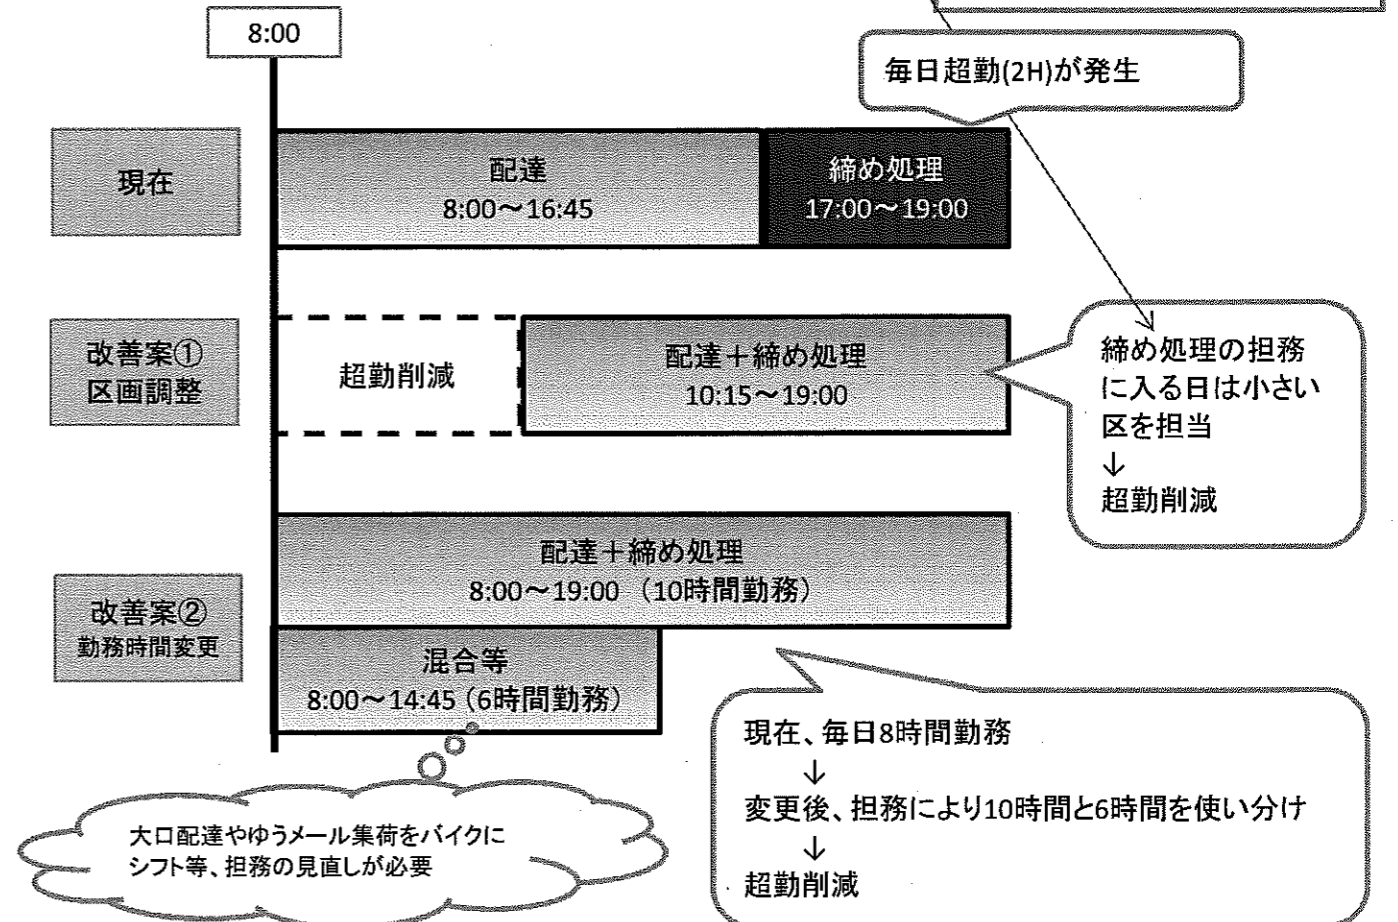 8:00
毎日超勤(2H)が発生
現在
配達
8:00～16:45
締め処理
17:00～19:00
改善案①
区画調整
超勤削減
配達＋締め処理
10:15～19:00
締め処理の担務
に入る日は小さい
区を担当
↓
超勤削減
改善案②
勤務時間変更
配達＋締め処理
8:00～19:00 （10時間勤務）
混合等
8:00～14:45（6時間勤務）
大口配達やゆうメール集荷をバイクに
シフト等、担務の見直しが必要
現在、毎日8時間勤務
↓
変更後、担務により10時間と6時間を使い分け
↓
超勤削減